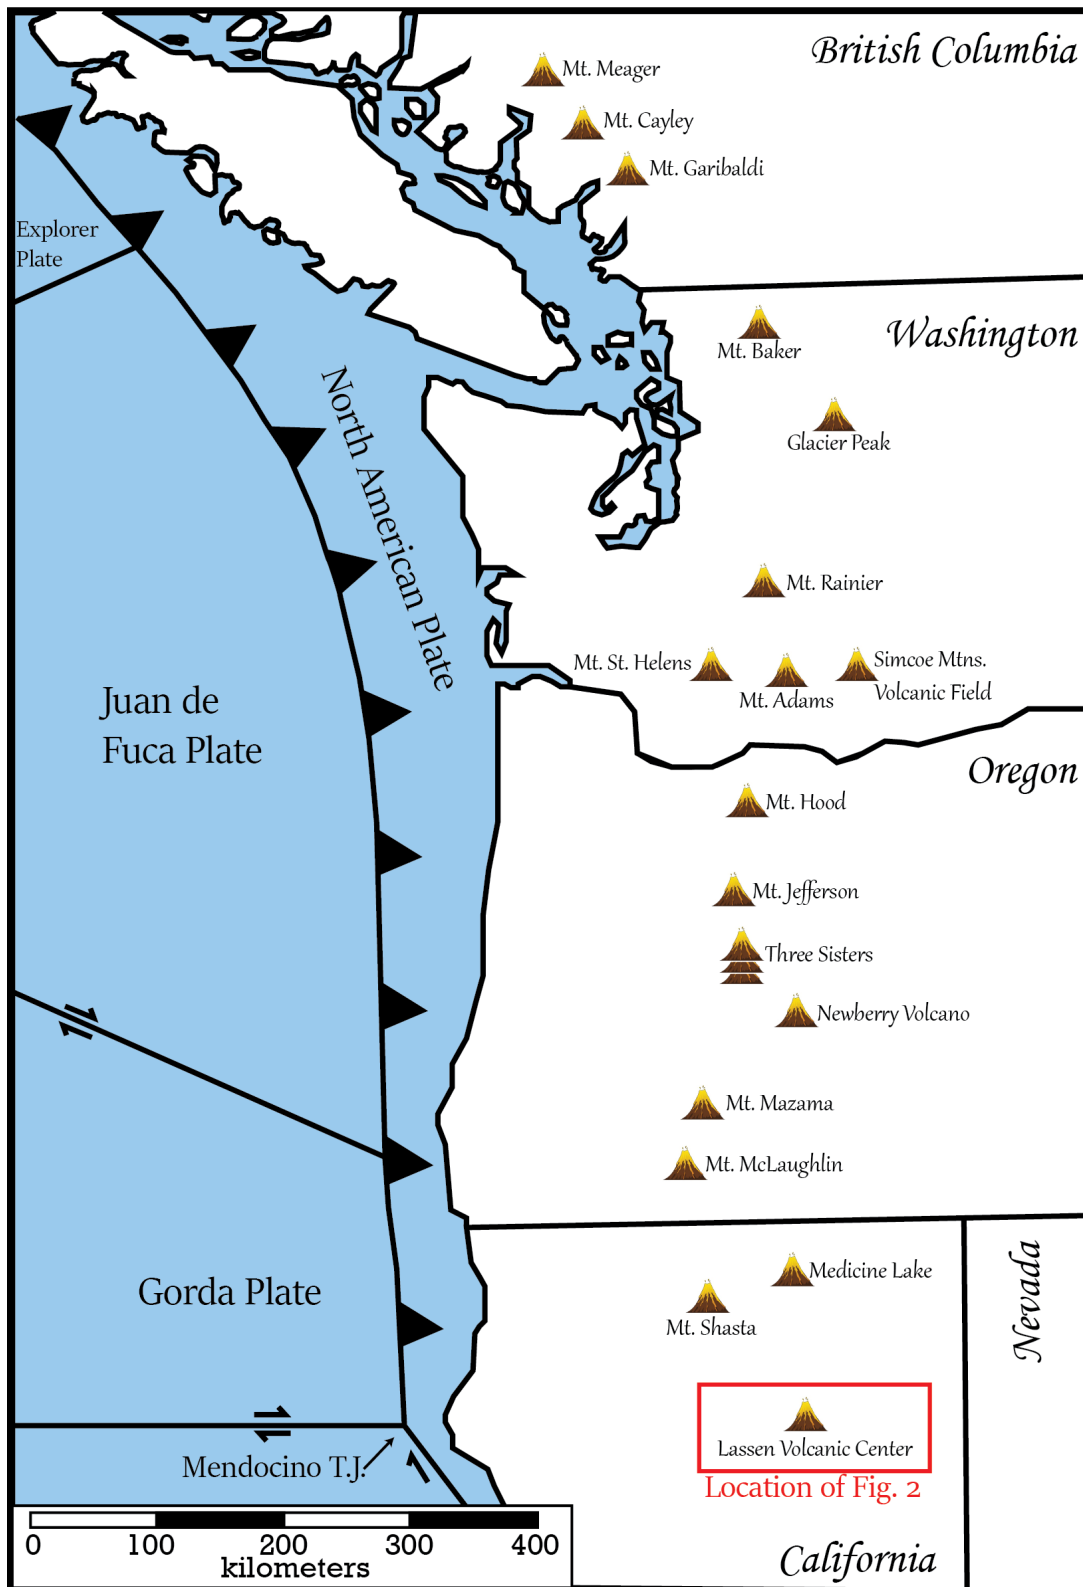 British Columbia
Mt. Meager
Mt. Cayley
Mt. Garibaldi
Explorer
Plate
Washington
Mt. Baker
North American Plate
Glacier Peak
Mt. Rainier
Mt. St. Helens
Mt. Adams
Simcoe Mtns.
Volcanic Field
Juan de
Fuca Plate
Oregon
Mt. Hood
Mt. Jefferson
Three Sisters
Newberry Volcano
Mt. Mazama
Mt. McLaughlin
Nevada
Medicine Lake
Mt. Shasta
Gorda Plate
Lassen Volcanic Center
Location of Fig. 2
Mendocino T.J.
0 100 200 300 400
kilometers
California